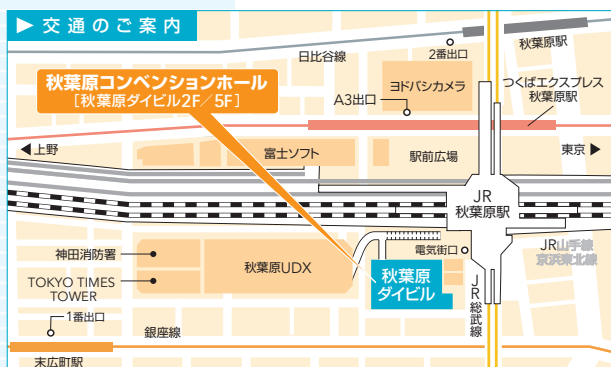 ▶ 交通のご案内
秋葉原駅
2番出口
日比谷線
秋葉原コンベンションホール
[秋葉原ダイビル2F/5F]
ヨドバシカメラ
つくばエクスプレス
秋葉原駅
A3出口
◀上野
富士ソフト
駅前広場
東京▶
JR
秋葉原駅
神田消防署
秋葉原UDX
電気街口
JR山手線
京浜東北線
TOKYO TIMES
TOWER
秋葉原
ダイビル
JR総武線
1番出口
銀座線
末広町駅